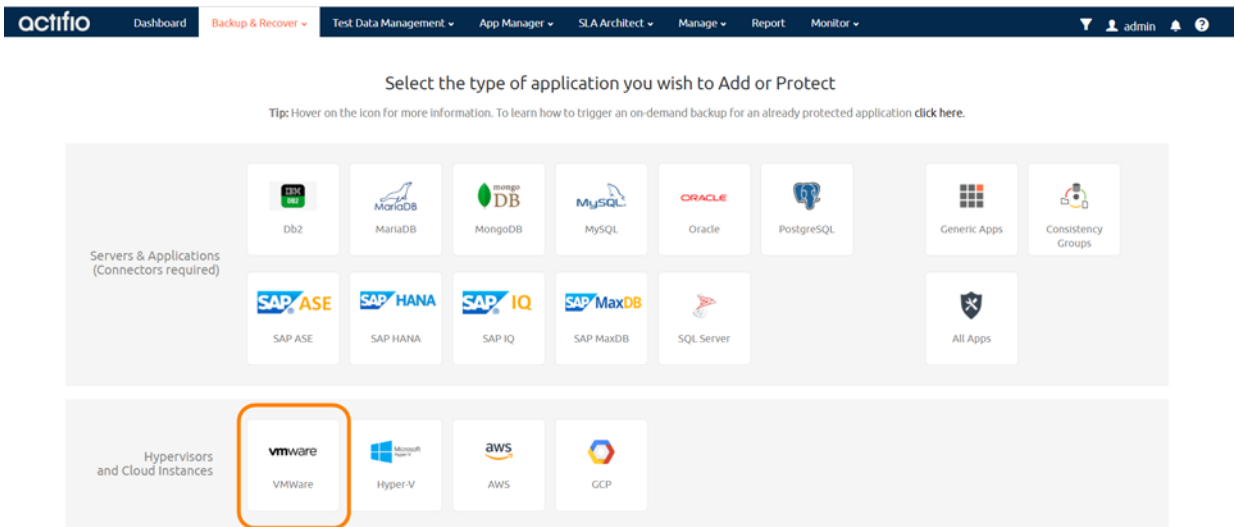 actifio Dashboard Backup & Recover Test Data Management App Manager SLA Architect Manage Report Monitor admin ?
Select the type of application you wish to Add or Protect
Tip: Hover on the icon for more information. To learn how to trigger an on-demand backup for an already protected application click here.
Servers & Applications
(Connectors required)
IBM
DB2
MariaDB
mongo
DB
MySQL
ORACLE
Db2 MariaDB MongoDB MySQL Oracle PostgreSQL Generic Apps Consistency
Groups
SAP ASE SAP HANA SAP IQ SAP MaxDB
SAP ASE SAP HANA SAP IQ SAP MaxDB SQL Server All Apps
Hypervisors
and Cloud Instances
vmware Microsoft
Hyper-V aws
VMWare Hyper-V AWS GCP